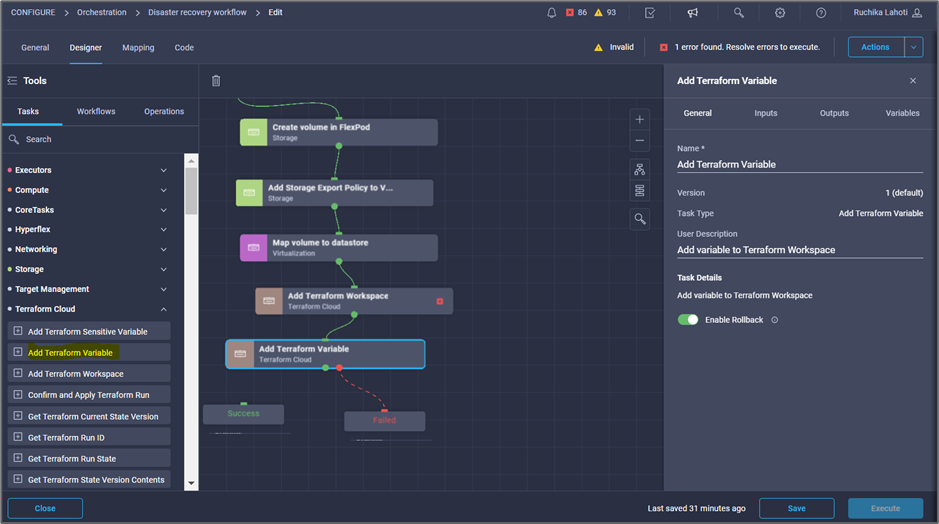 CONFIGURE > Orchestration > Disaster recovery workflow > Edit
86 93
Ruchika Lahoti
General Designer Mapping Code
Invalid
1 error found. Resolve errors to execute.
Actions
Tools
Tasks Workflows Operations
Search
Executors
Compute
CoreTasks
Hyperflex
Networking
Storage
Target Management
Terraform Cloud
Add Terraform Sensitive Variable
Add Terraform Variable
Add Terraform Workspace
Confirm and Apply Terraform Run
Get Terraform Current State Version
Get Terraform Run ID
Get Terraform Run State
Get Terraform State Version Contents
Create volume in FlexPod
Storage
Add Storage Export Policy to V...
Storage
Map volume to datastore
Virtualization
Add Terraform Workspace
Terraform Cloud
Add Terraform Variable
Terraform Cloud
Success
Failed
Add Terraform Variable
General Inputs Outputs Variables
Name *
Add Terraform Variable
Version 1 (default)
Task Type Add Terraform Variable
User Description
Add variable to Terraform Workspace
Task Details
Add variable to Terraform Workspace
Enable Rollback
Close
Last saved 31 minutes ago
Save
Execute